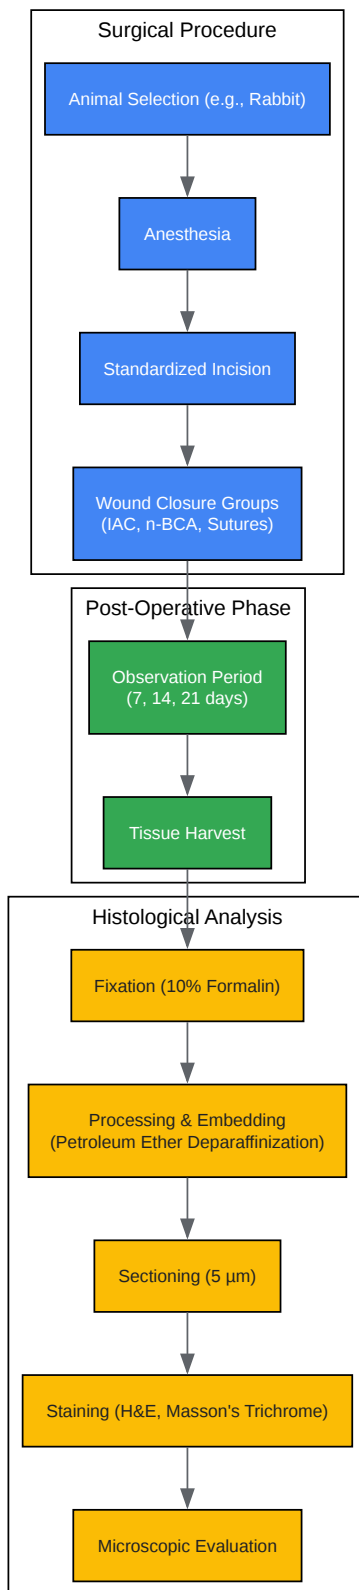 Surgical Procedure
Animal Selection (e.g., Rabbit)
Anesthesia
Standardized Incision
Wound Closure Groups
(IAC, n-BCA, Sutures)
Post-Operative Phase
Observation Period
(7, 14, 21 days)
Tissue Harvest
Histological Analysis
Fixation (10% Formalin)
Processing & Embedding
(Petroleum Ether Deparaffinization)
Sectioning (5 µm)
Staining (H&E, Masson's Trichrome)
Microscopic Evaluation